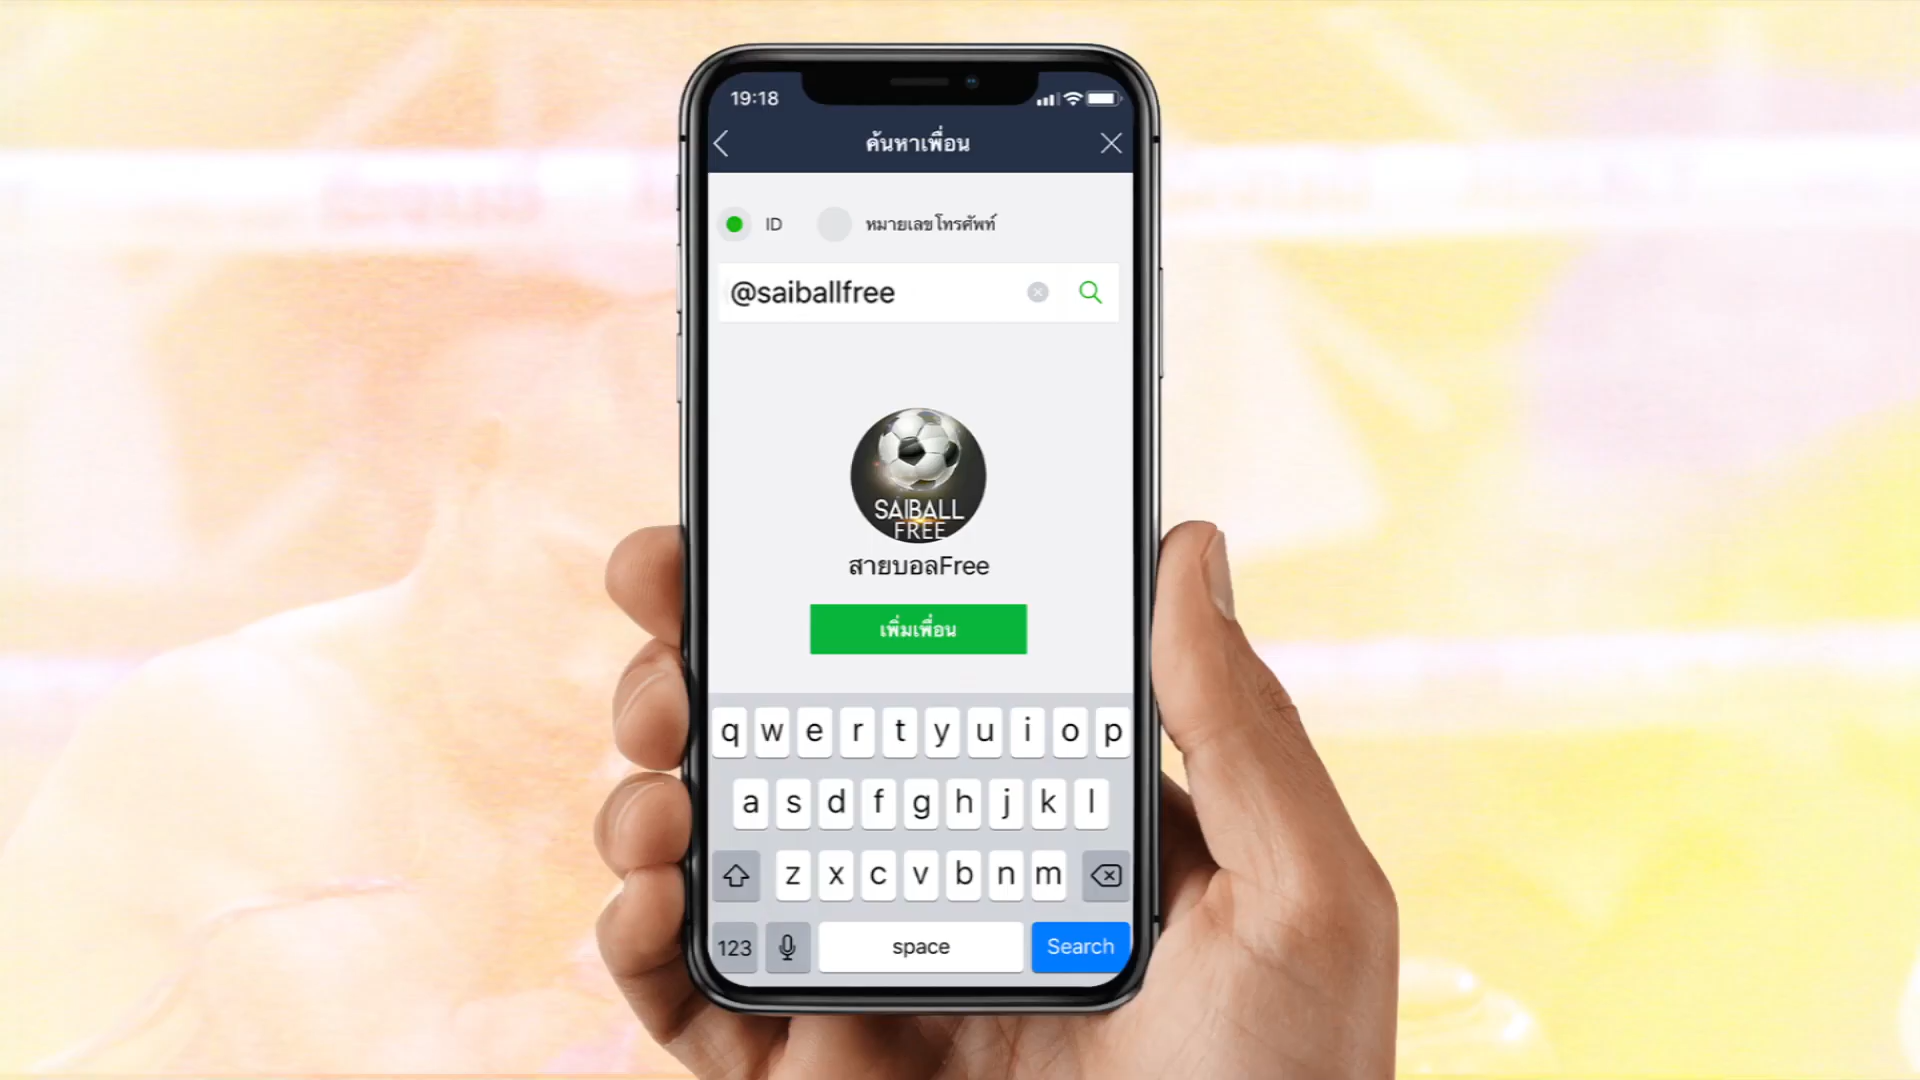 19:18
ค้นหาเพื่อน
ID หมายเลขโทรศัพท์
@saiballfree
SAIBALL
FREE
สายบอลFree
เพิ่มเพื่อน
q w e r t y u i o p
a s d f g h j k l
z x c v b n m
123 space Search